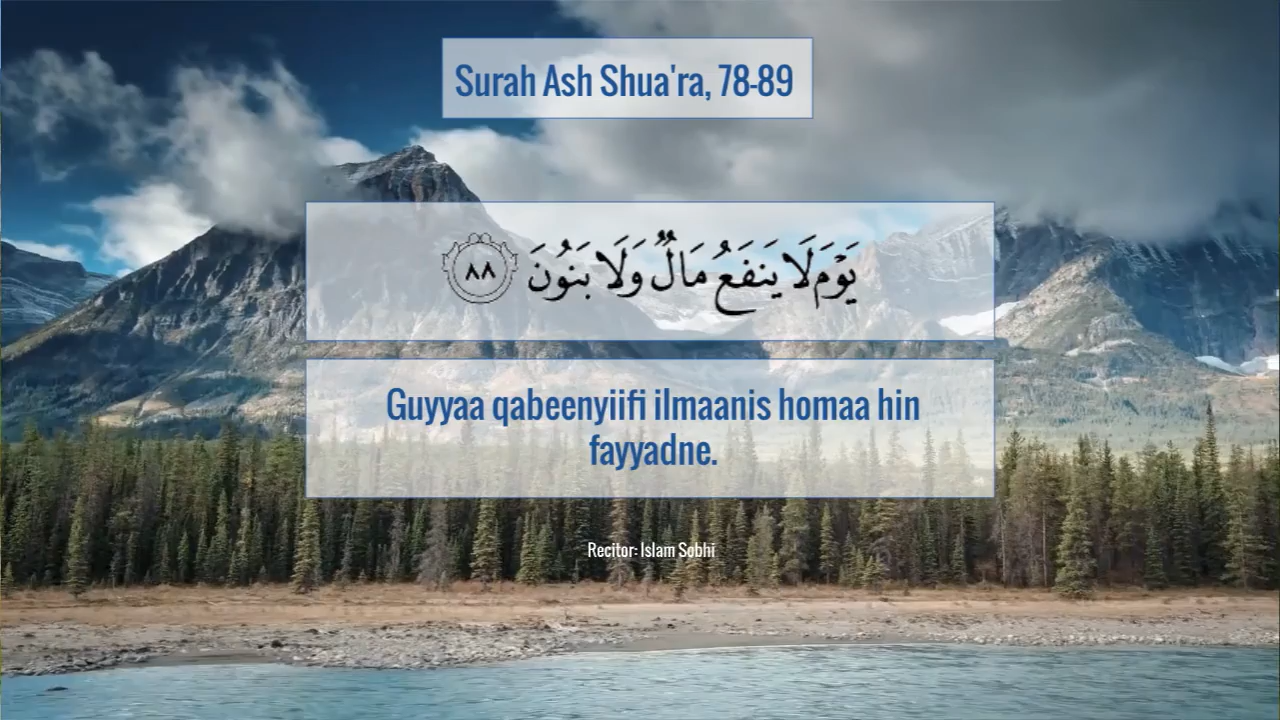 Surah Ash Shua'ra, 78-89
يَوْمَ لَا يَنفَعُ مَالٌ وَلَا بَنُونَ ٨٨
Guyyaa qabeenyiifi ilmaanis homaa hin
fayyadne.
Recitor: Islam Sobhi